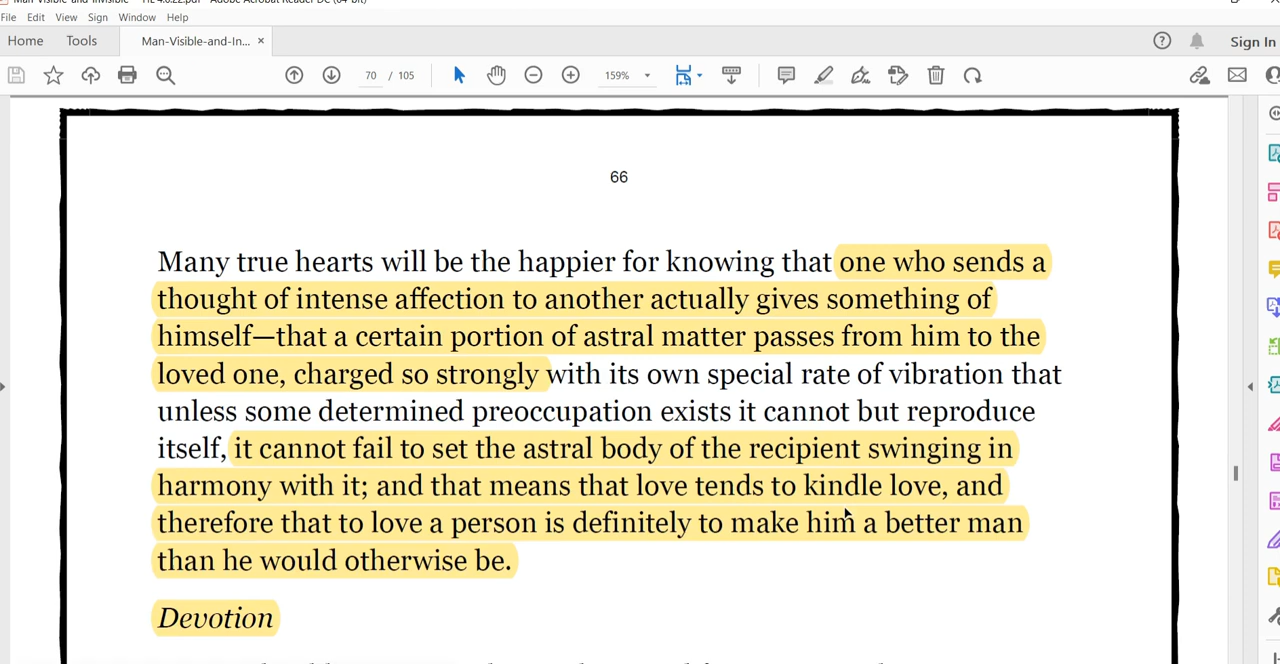 File Edit View Sign Window Help
Home Tools Man-Visible-and-In... × Sign In
70 / 105 159%
66
Many true hearts will be the happier for knowing that one who sends a
thought of intense affection to another actually gives something of
himself—that a certain portion of astral matter passes from him to the
loved one, charged so strongly with its own special rate of vibration that
unless some determined preoccupation exists it cannot but reproduce
itself, it cannot fail to set the astral body of the recipient swinging in
harmony with it; and that means that love tends to kindle love, and
therefore that to love a person is definitely to make him a better man
than he would otherwise be.
Devotion